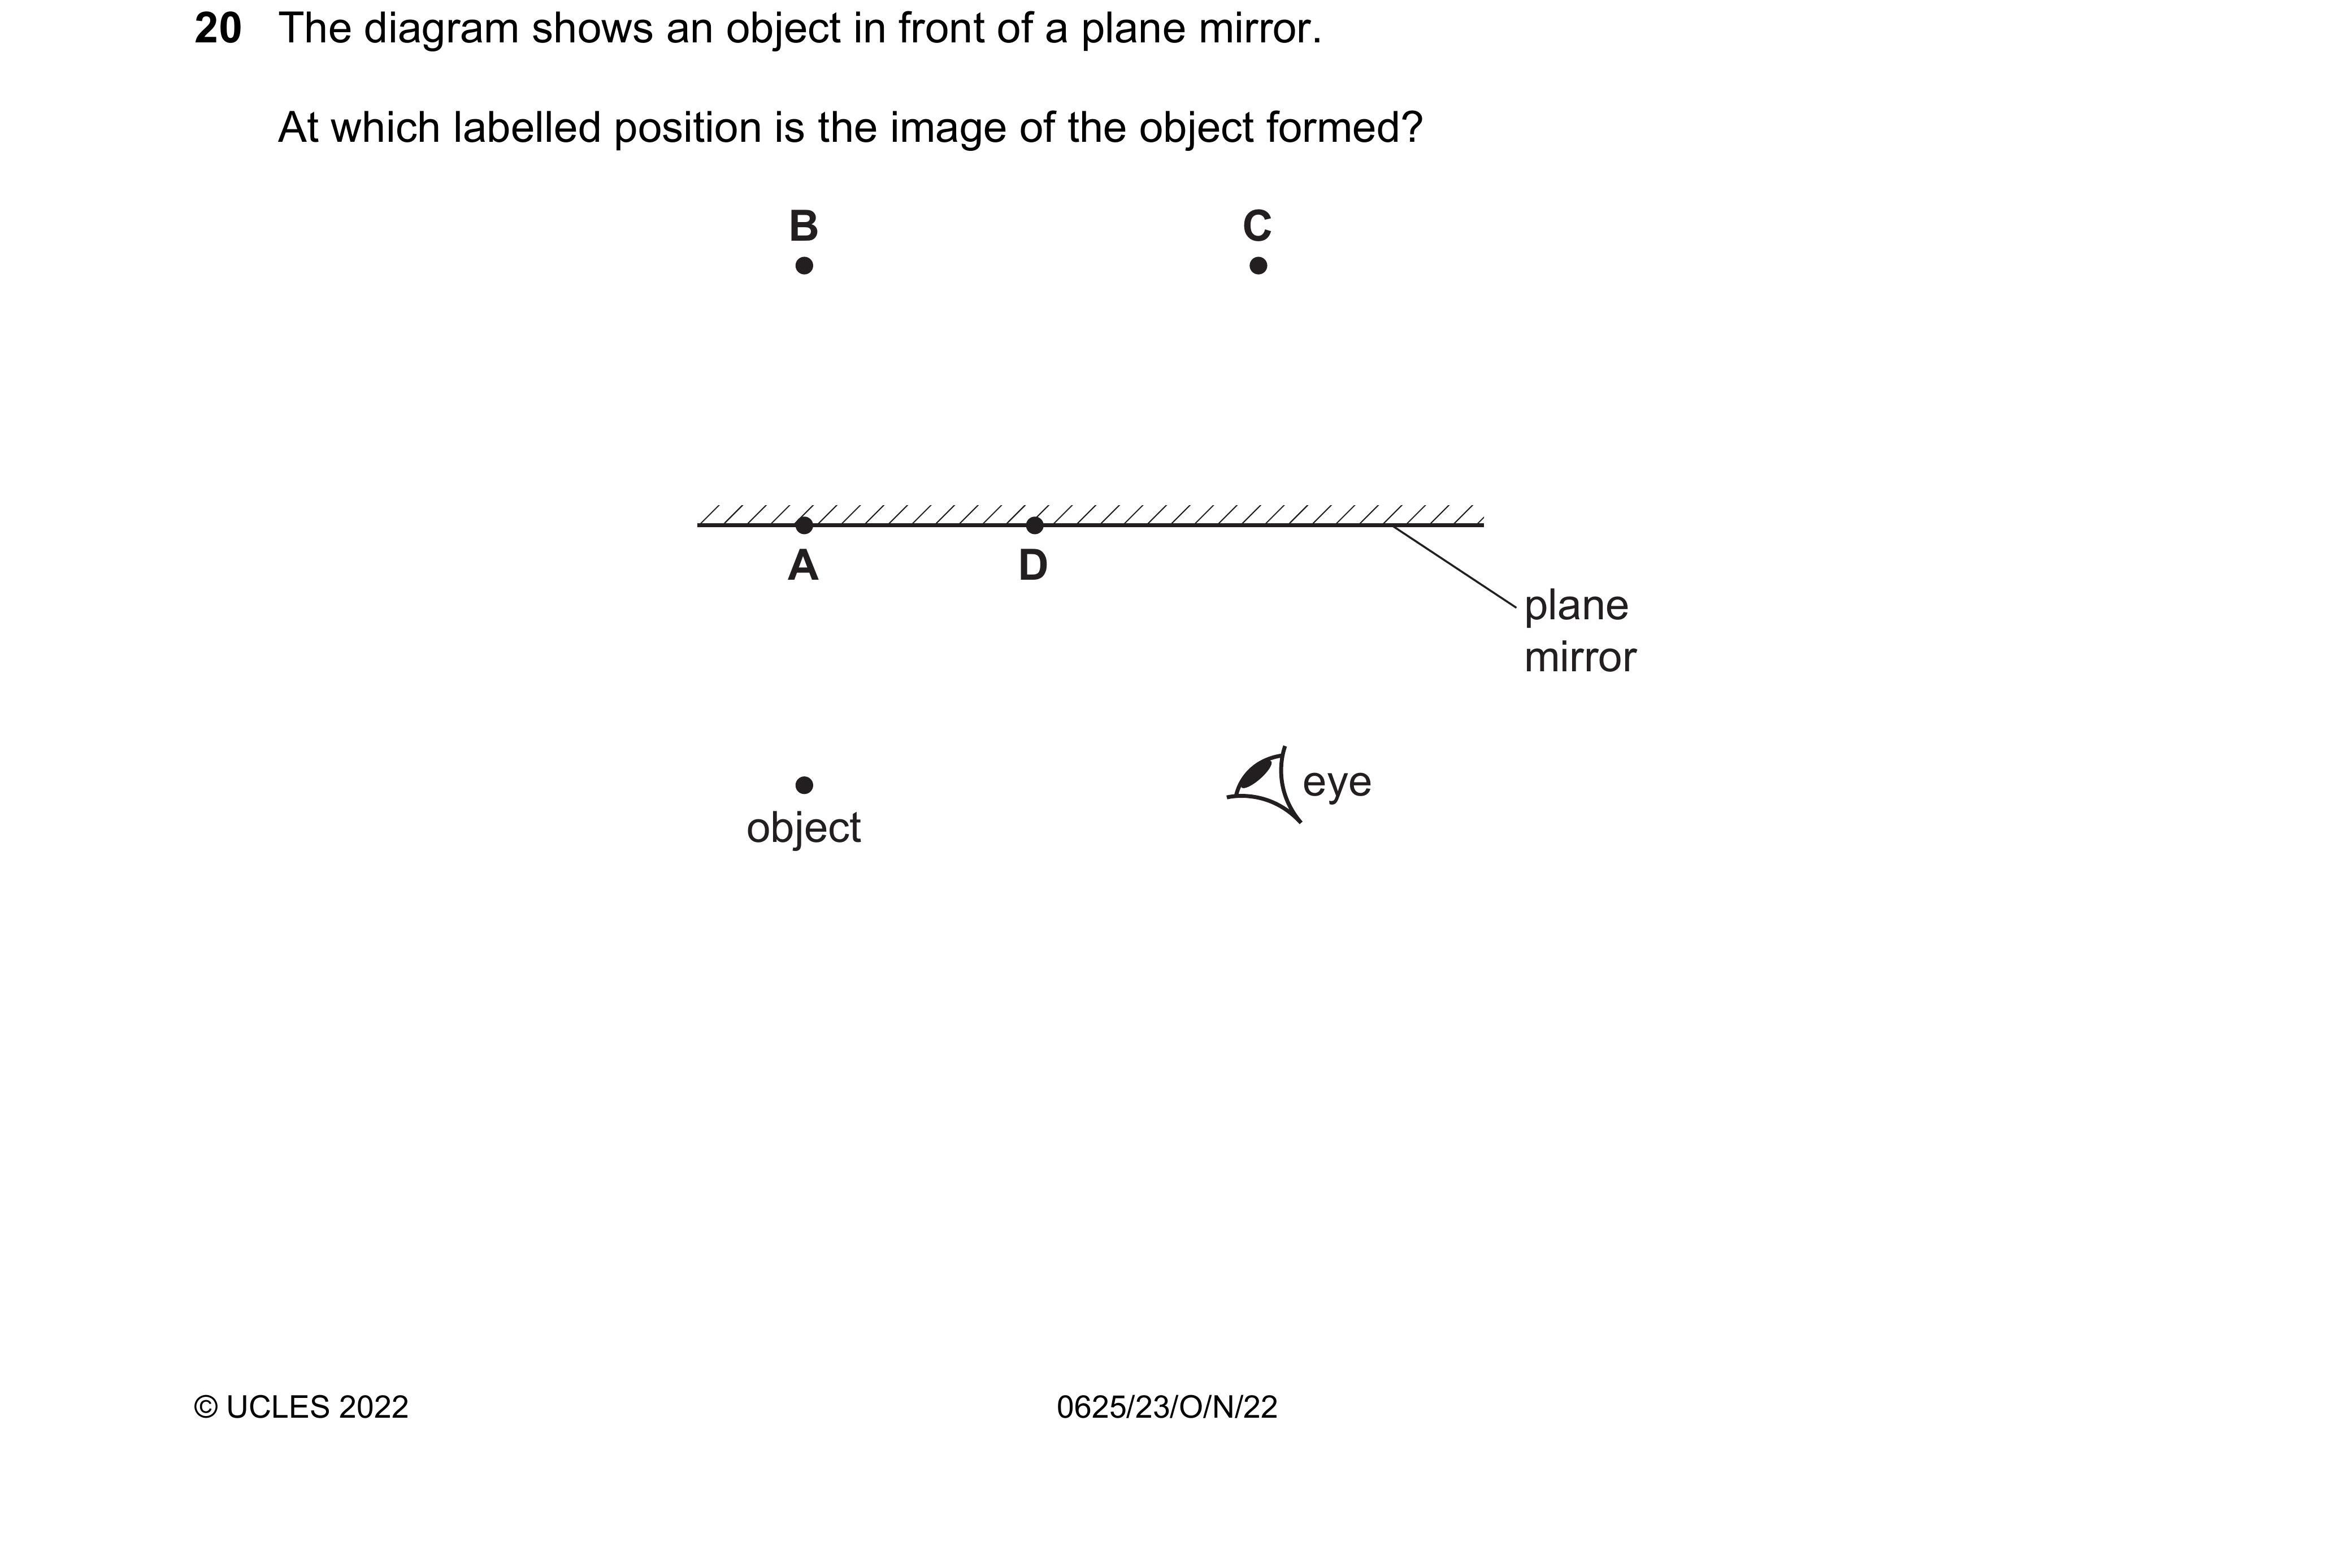 20 The diagram shows an object in front of a plane mirror.
At which labelled position is the image of the object formed?
B
C
A
D
plane
mirror
eye
object
© UCLES 2022
0625/23/O/N/22